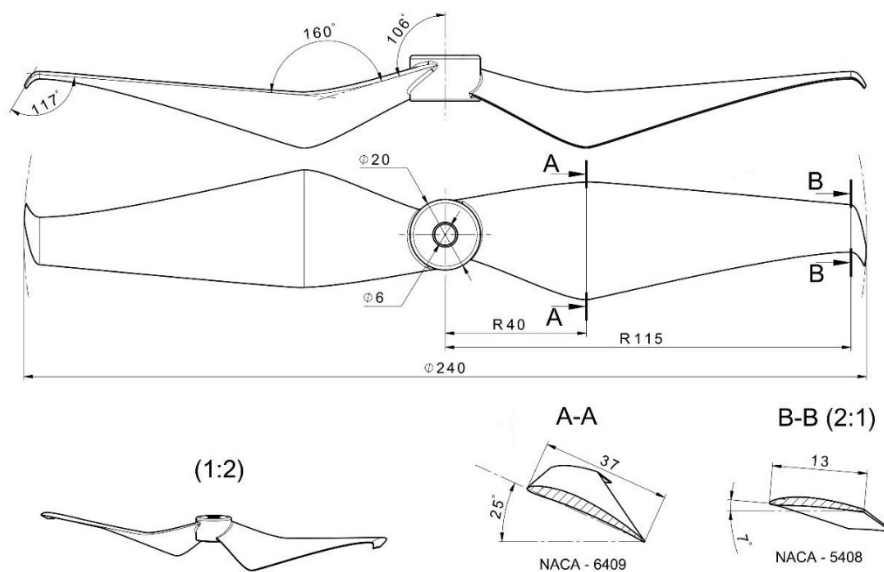 106°
160°
117°
A
B
ϕ20
ϕ6
A
B
R40
R115
ϕ240
A-A
B-B (2:1)
(1:2)
37
13
25°
7°
NACA - 6409
NACA - 5408